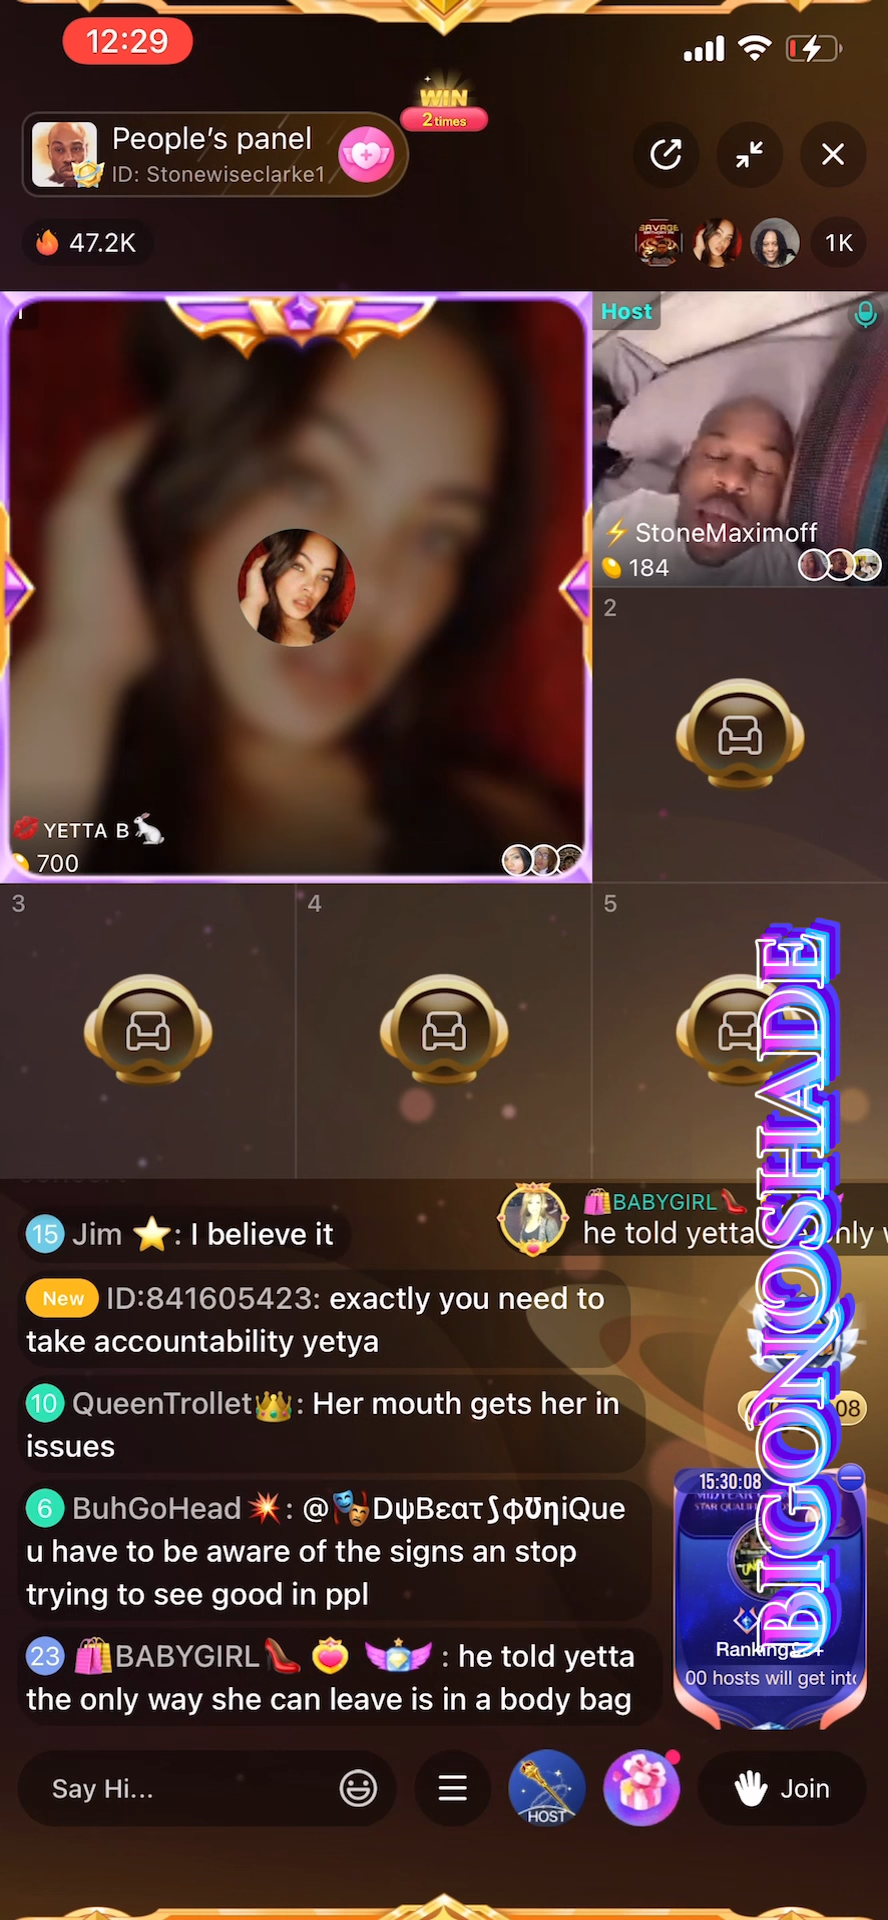 12:29
WIN
2 times
People's panel
ID: Stonewiseclarke1
47.2K
1K
Host
⚡ StoneMaximoff
184
2
💋 YETTA B🐇
700
3
4
5
BIGONOSHADE
15 Jim ⭐: I believe it
🛍️BABYGIRL👠
he told yetta
New ID:841605423: exactly you need to
take accountability yetya
10 QueenTrollet👑: Her mouth gets her in
issues
08
6 BuhGoHead💥: @🎭DψBεατʃφƱηiQue
u have to be aware of the signs an stop
trying to see good in ppl
15:30:08
STAR
23 🛍️BABYGIRL👠 : he told yetta
the only way she can leave is in a body bag
Ranking
00 hosts will get into
Say Hi...
HOST
Join